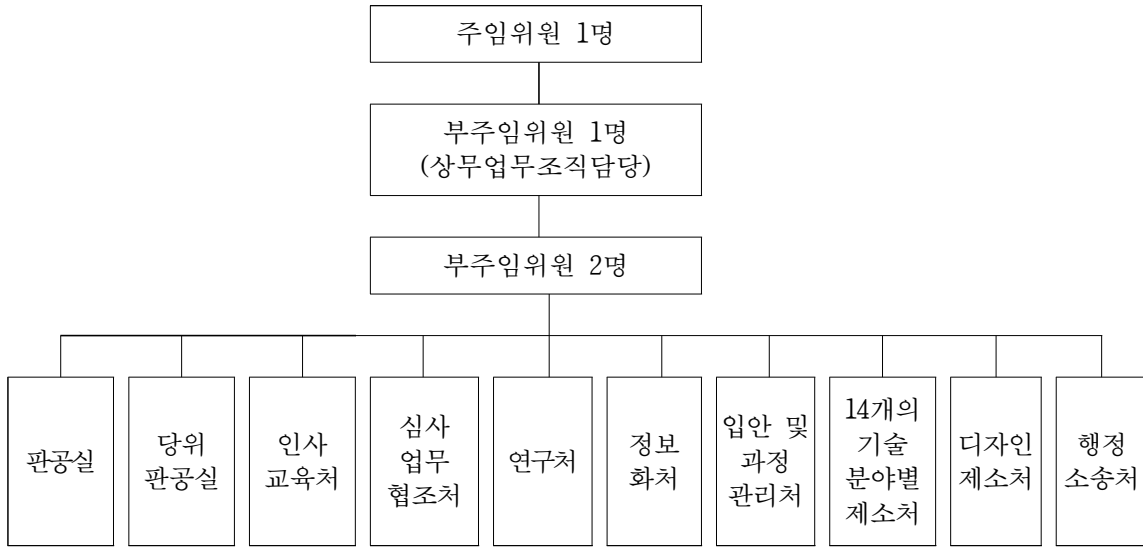 주임위원 1명
부주임위원 1명
(상무업무조직담당)
부주임위원 2명
판공실
당위
판공실
인사
교육처
심사
업무
협조처
연구처
정보
화처
입안 및
과정
관리처
14개의
기술
분야별
제소처
디자인
제소처
행정
소송처